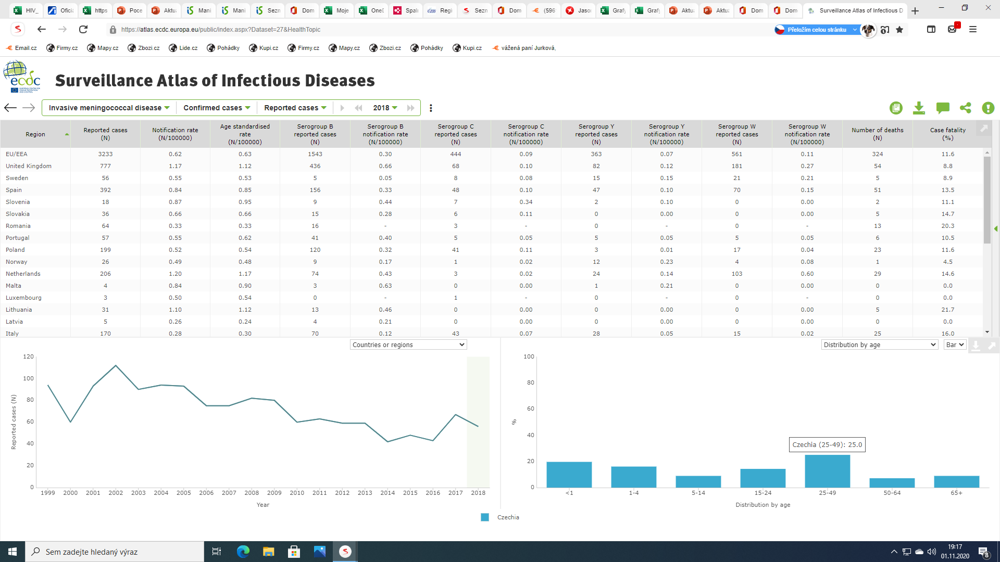 HIV_ Oficiá https Poce Aktu iS Mani iS Mani iS Sezn Dom Moje OneD Spal ÚZIS Regi Sezn Dom (596 Jaso Grafy Grafy Aktu Aktu Dom Dom Surveillance Atlas of Infectious D
https://atlas.ecdc.europa.eu/public/index.aspx?Dataset=27&HealthTopic Přeložím celou stránku
Email.cz Firmy.cz Mapy.cz Zbozi.cz Lide.cz Pohádky Kupi.cz Firmy.cz Mapy.cz Zbozi.cz Pohádky Kupi.cz vážená paní Jurková,
ecdc
Surveillance Atlas of Infectious Diseases
Invasive meningococcal disease Confirmed cases Reported cases 2018
Region Reported cases (N) Notification rate (N/100000) Age standardised rate (N/100000) Serogroup B reported cases (N) Serogroup B notification rate (N/100000) Serogroup C reported cases (N) Serogroup C notification rate (N/100000) Serogroup Y reported cases (N) Serogroup Y notification rate (N/100000) Serogroup W reported cases (N) Serogroup W notification rate (N/100000) Number of deaths (N) Case fatality (%)
EU/EEA 3233 0.62 0.63 1543 0.30 444 0.09 363 0.07 561 0.11 324 11.6
United Kingdom 777 1.17 1.12 436 0.66 68 0.10 82 0.12 181 0.27 54 8.8
Sweden 56 0.55 0.53 5 0.05 8 0.08 15 0.15 21 0.21 5 8.9
Spain 392 0.84 0.85 156 0.33 48 0.10 47 0.10 70 0.15 51 13.5
Slovenia 18 0.87 0.95 9 0.44 7 0.34 2 0.10 0 0.00 2 11.1
Slovakia 36 0.66 0.66 15 0.28 6 0.11 0 0.00 0 0.00 5 14.7
Romania 64 0.33 0.33 16 - 3 - 0 - 0 - 13 20.3
Portugal 57 0.55 0.62 41 0.40 5 0.05 5 0.05 5 0.05 6 10.5
Poland 199 0.52 0.54 120 0.32 41 0.11 3 0.01 17 0.04 23 11.6
Norway 26 0.49 0.48 9 0.17 1 0.02 12 0.23 4 0.08 1 4.5
Netherlands 206 1.20 1.17 74 0.43 3 0.02 24 0.14 103 0.60 29 14.6
Malta 4 0.84 0.90 3 0.63 0 0.00 1 0.21 0 0.00 0 0.0
Luxembourg 3 0.50 0.54 0 - 1 - 0 - 0 - 0 0.0
Lithuania 31 1.10 1.12 13 0.46 0 0.00 0 0.00 0 0.00 5 21.7
Latvia 5 0.26 0.24 4 0.21 0 0.00 0 0.00 0 0.00 0 0.0
Italy 170 0.28 0.30 70 0.12 43 0.07 28 0.05 15 0.02 25 16.0
Countries or regions
120
100
80
60
40
20
0
Reported cases (N)
1999 2000 2001 2002 2003 2004 2005 2006 2007 2008 2009 2010 2011 2012 2013 2014 2015 2016 2017 2018
Year
Distribution by age Bar
100
80
60
40
20
0
%
Czechia (25-49): 25.0
<1 1-4 5-14 15-24 25-49 50-64 65+
Distribution by age
Czechia
Sem zadejte hledaný výraz
19:17
01.11.2020
8